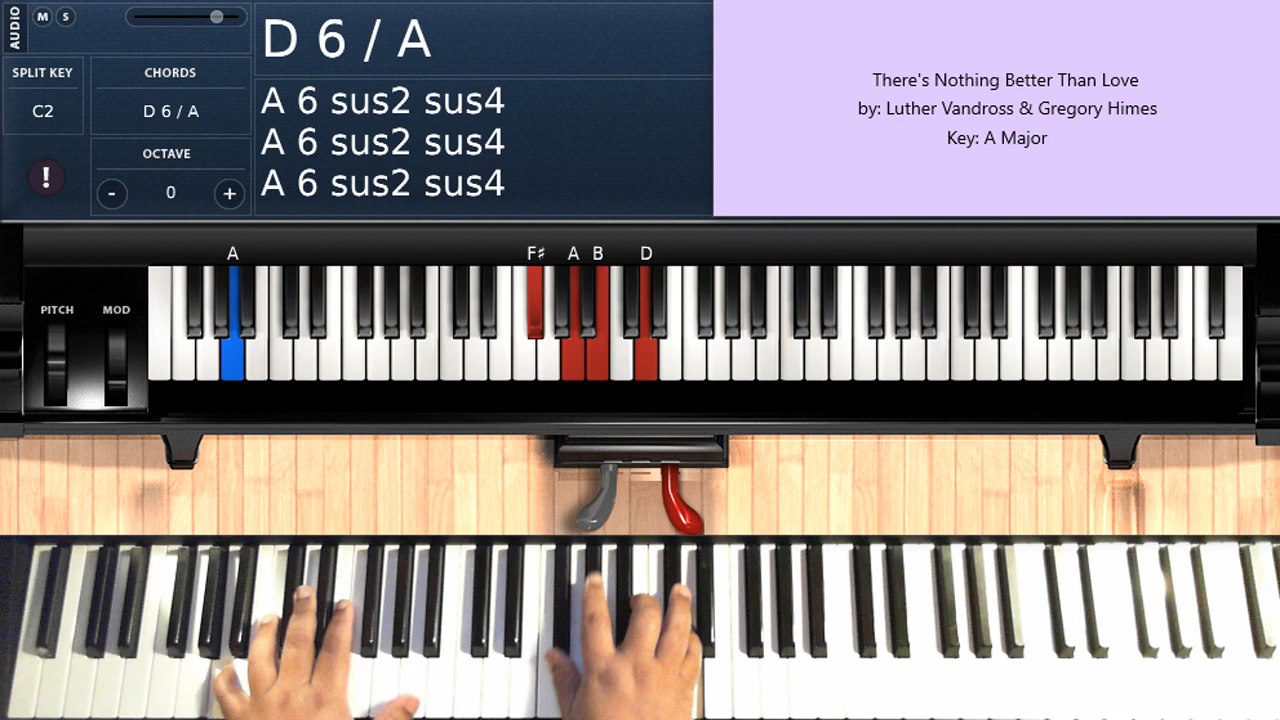 AUDIO
M S
SPLIT KEY
C2
!
CHORDS
D 6 / A
OCTAVE
- 0 +
D 6 / A
A 6 sus2 sus4
A 6 sus2 sus4
A 6 sus2 sus4
There's Nothing Better Than Love
by: Luther Vandross & Gregory Himes
Key: A Major
A F♯ A B D
PITCH MOD